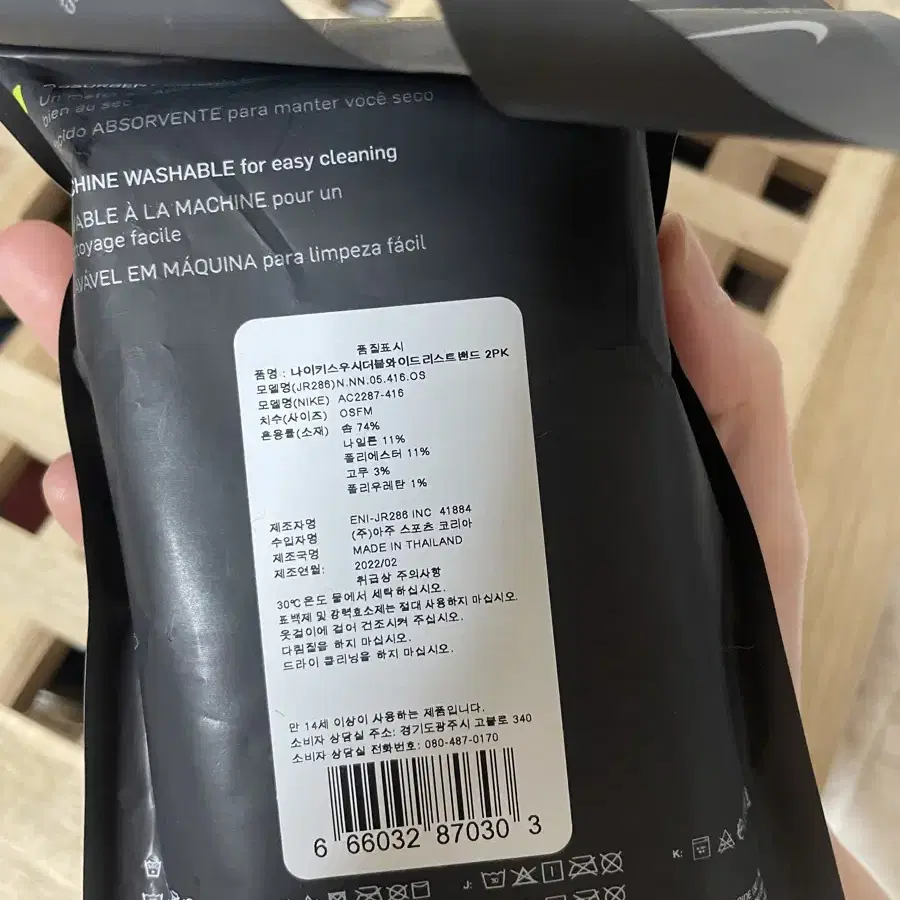 bien au sec
ABSORVENTE para manter você seco
CHINE WASHABLE for easy cleaning
ABLE À LA MACHINE pour un
toyage facile
AVÁVEL EM MÁQUINA para limpeza fácil
품질표시
품명 : 나이키스우시더블와이드리스트밴드 2PK
모델명(JR286)N.NN.05.416.OS
모델명(NIKE) AC2287-416
치수(사이즈) OSFM
혼용률(소재) 솜 74%
나일론 11%
폴리에스터 11%
고무 3%
폴리우레탄 1%
제조자명 ENI-JR286 INC 41884
수입자명 (주)아주 스포츠 코리아
제조국명 MADE IN THAILAND
제조연월: 2022/02
취급상 주의사항
30℃ 온도 물에서 세탁하십시오.
표백제 및 강력효소제는 절대 사용하지 마십시오.
옷걸이에 걸어 건조시켜 주십시오.
다림질을 하지 마십시오.
드라이 클리닝을 하지 마십시오.
만 14세 이상이 사용하는 제품입니다.
소비자 상담실 주소: 경기도광주시 고불로 340
소비자 상담실 전화번호: 080-487-0170
6 66032 87030 3
J:
K: